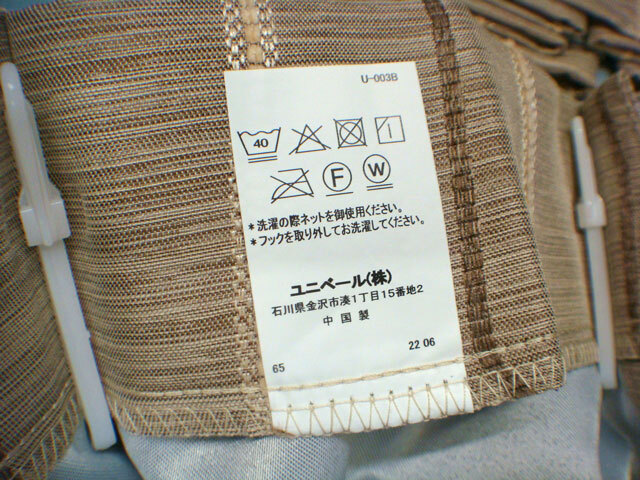 U-003B
40
F W
*洗濯の際ネットを御使用ください。
*フックを取り外してお洗濯してください。
ユニベール(株)
石川県金沢市湊1丁目15番地2
中国製
65 22 06